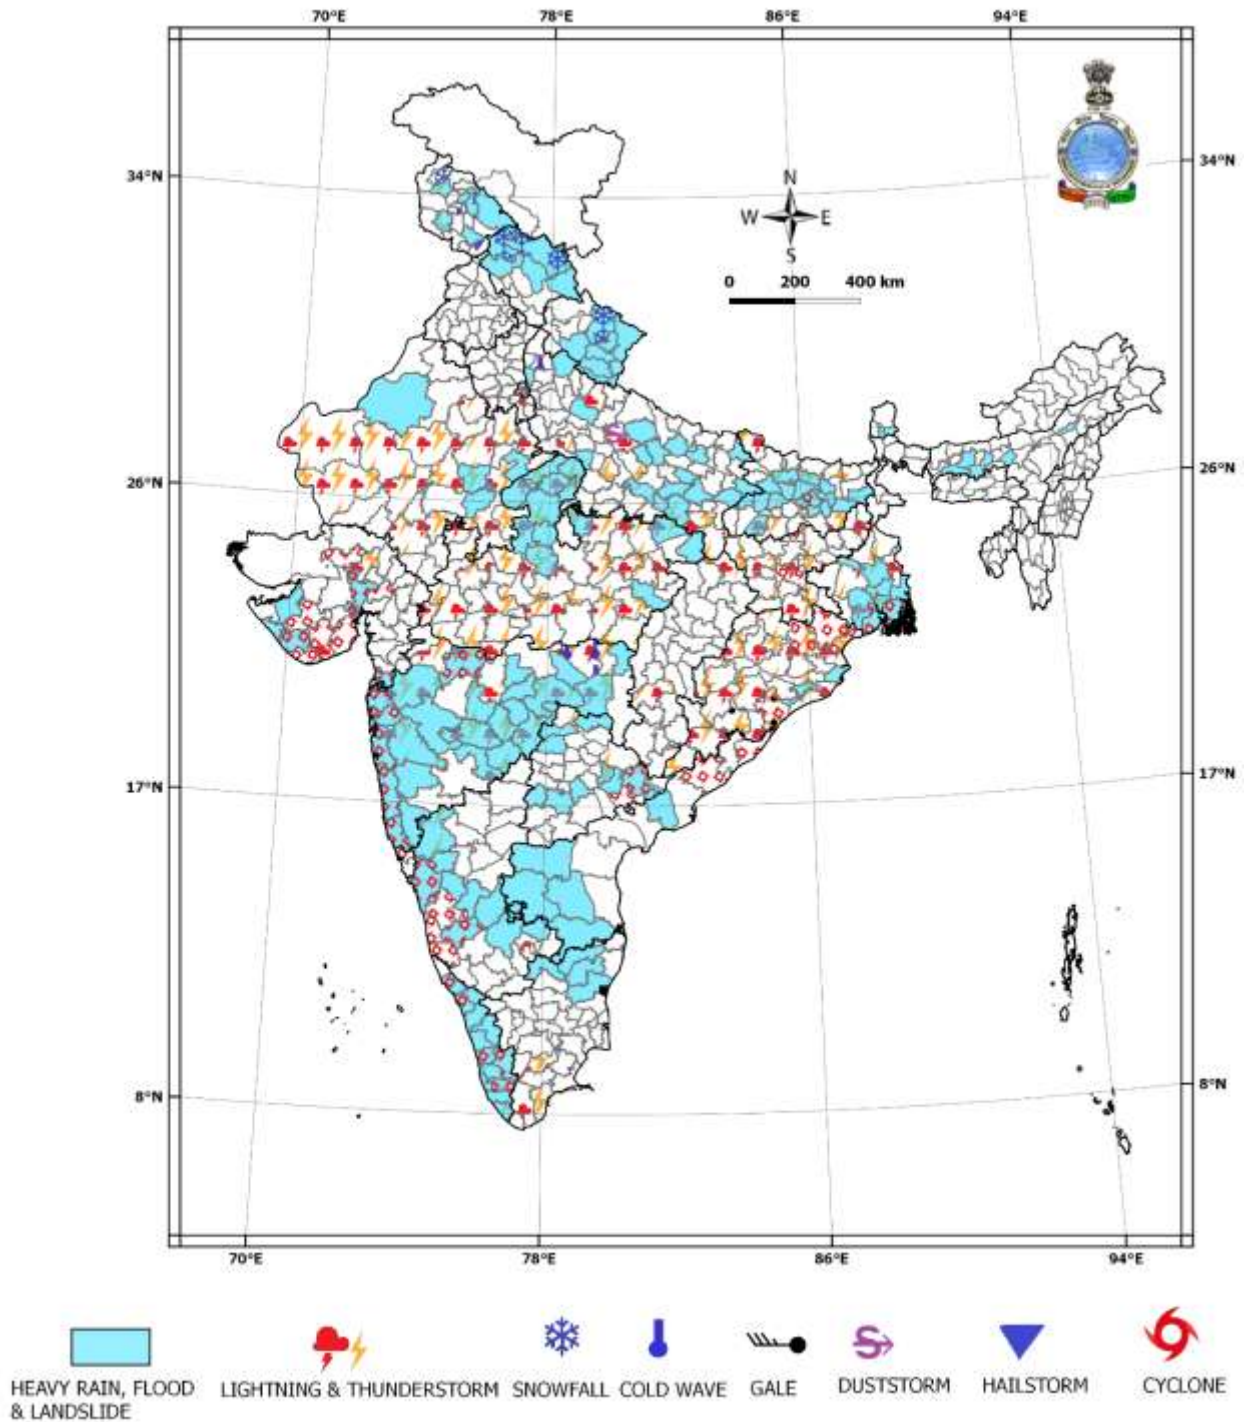 70°E 78°E 86°E 94°E
34°N 34°N
N
W E
S
0 200 400 km
26°N 26°N
17°N 17°N
8°N 8°N
70°E 78°E 86°E 94°E
HEAVY RAIN, FLOOD
& LANDSLIDE
LIGHTNING & THUNDERSTORM
SNOWFALL
COLD WAVE
GALE
DUSTSTORM
HAILSTORM
CYCLONE